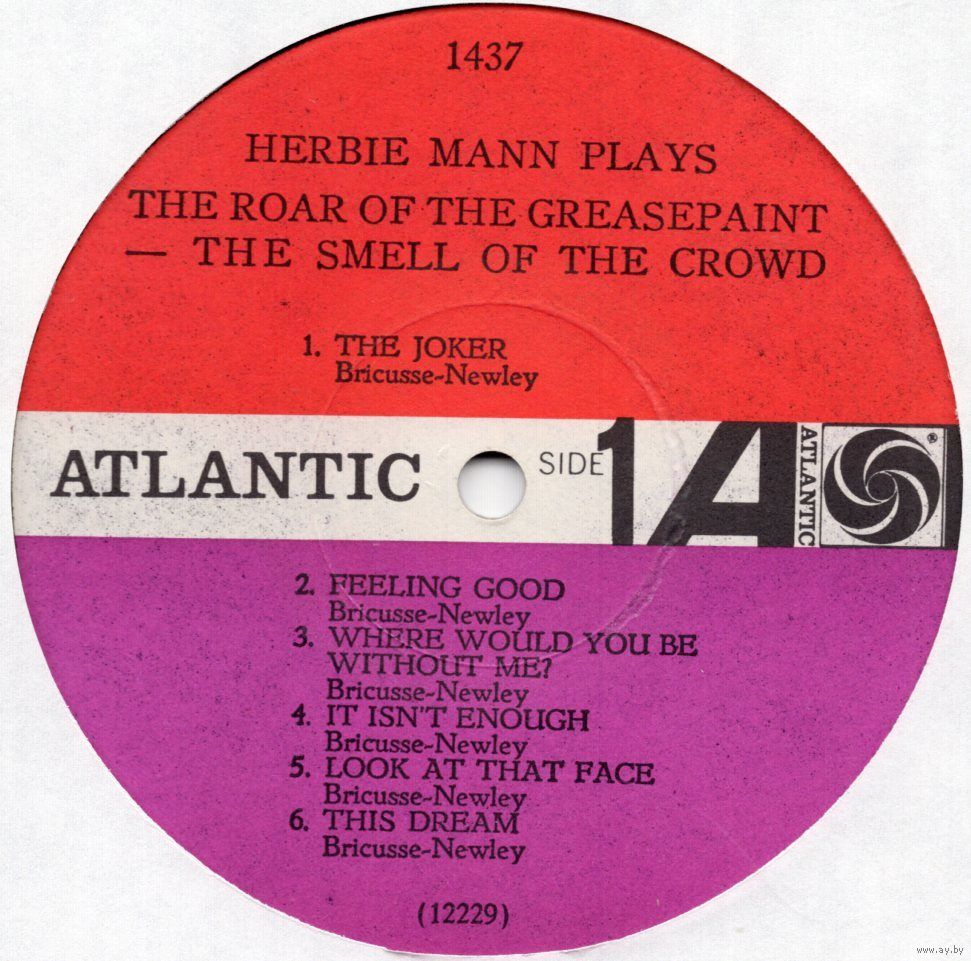 1437
HERBIE MANN PLAYS
THE ROAR OF THE GREASEPAINT
— THE SMELL OF THE CROWD
1. THE JOKER
Bricusse-Newley
ATLANTIC
SIDE 1 A
ATLANTIC
®
2. FEELING GOOD
Bricusse-Newley
3. WHERE WOULD YOU BE
WITHOUT ME?
Bricusse-Newley
4. IT ISN'T ENOUGH
Bricusse-Newley
5. LOOK AT THAT FACE
Bricusse-Newley
6. THIS DREAM
Bricusse-Newley
(12229)
www.ay.by